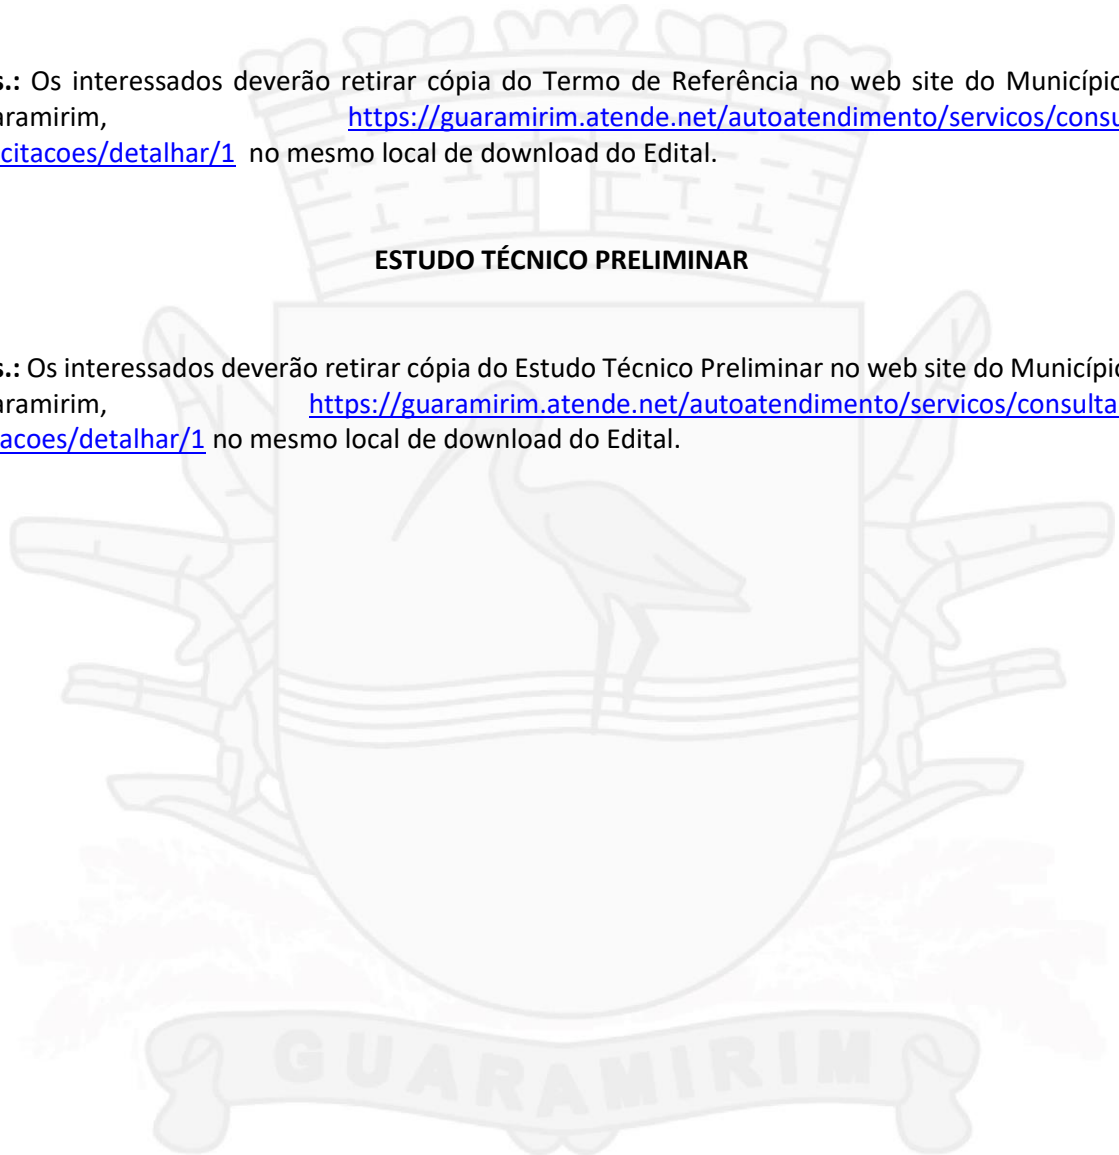 s.: Os interessados deverão retirar cópia do Termo de Referência no web site do Município
aramirim, https://guaramirim.atende.net/autoatendimento/servicos/consu
citacoes/detalhar/1 no mesmo local de download do Edital.
ESTUDO TÉCNICO PRELIMINAR
s.: Os interessados deverão retirar cópia do Estudo Técnico Preliminar no web site do Município
aramirim, https://guaramirim.atende.net/autoatendimento/servicos/consulta
acoes/detalhar/1 no mesmo local de download do Edital.
GUARAMIRIM